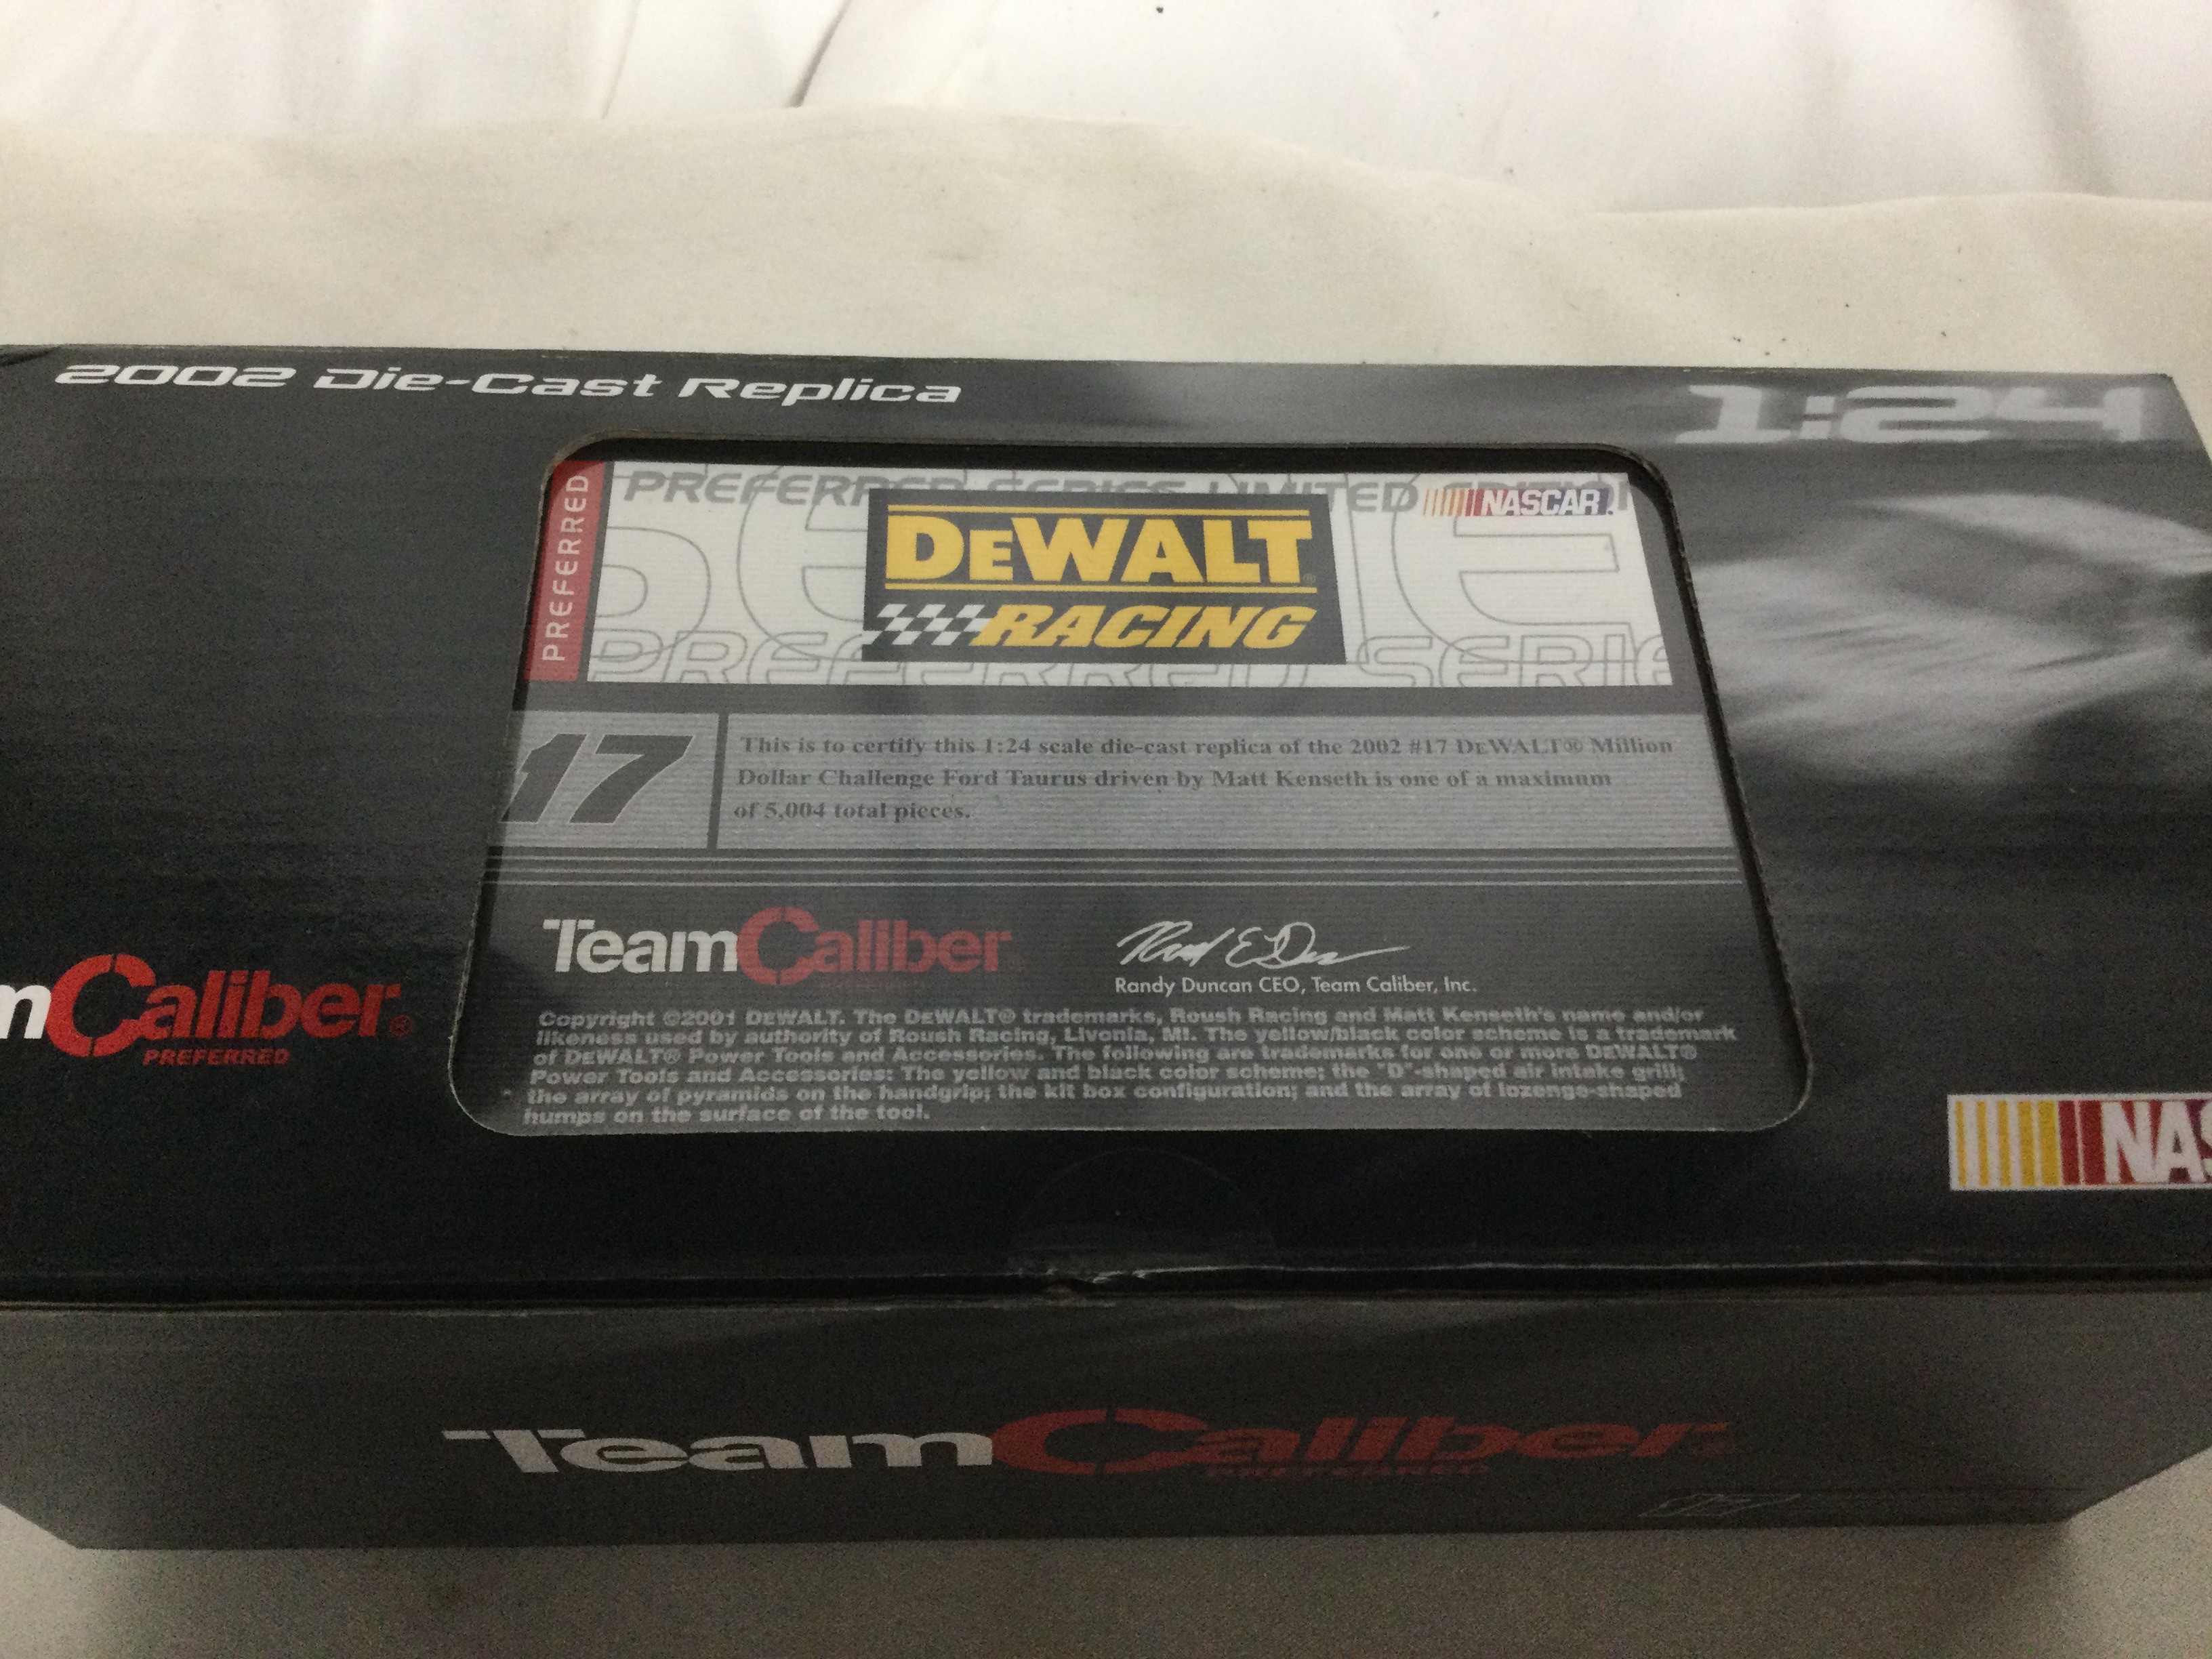 2002 Die-Cast Replica
1:24
PREFERRED
PREFERRED SERIES LIMITED EDITION
NASCAR
DEWALT
RACING
PREFERRED SERIE
17
This is to certify this 1:24 scale die-cast replica of the 2002 #17 DEWALT® Million
Dollar Challenge Ford Taurus driven by Matt Kenseth is one of a maximum
of 5,004 total pieces.
TeamCaliber
Randy Duncan CEO, Team Caliber, Inc.
Copyright ©2001 DEWALT. The DEWALT® trademarks, Roush Racing and Matt Kenseth's name and/or
likeness used by authority of Roush Racing, Livonia, MI. The yellow/black color scheme is a trademark
of DEWALT® Power Tools and Accessories. The following are trademarks for one or more DEWALT®
Power Tools and Accessories: The yellow and black color scheme; the "D"-shaped air intake grill;
the array of pyramids on the handgrip; the kit box configuration; and the array of lozenge-shaped
humps on the surface of the tool.
mCaliber®
PREFERRED
NAS
TeamCaliber
PREFERRED